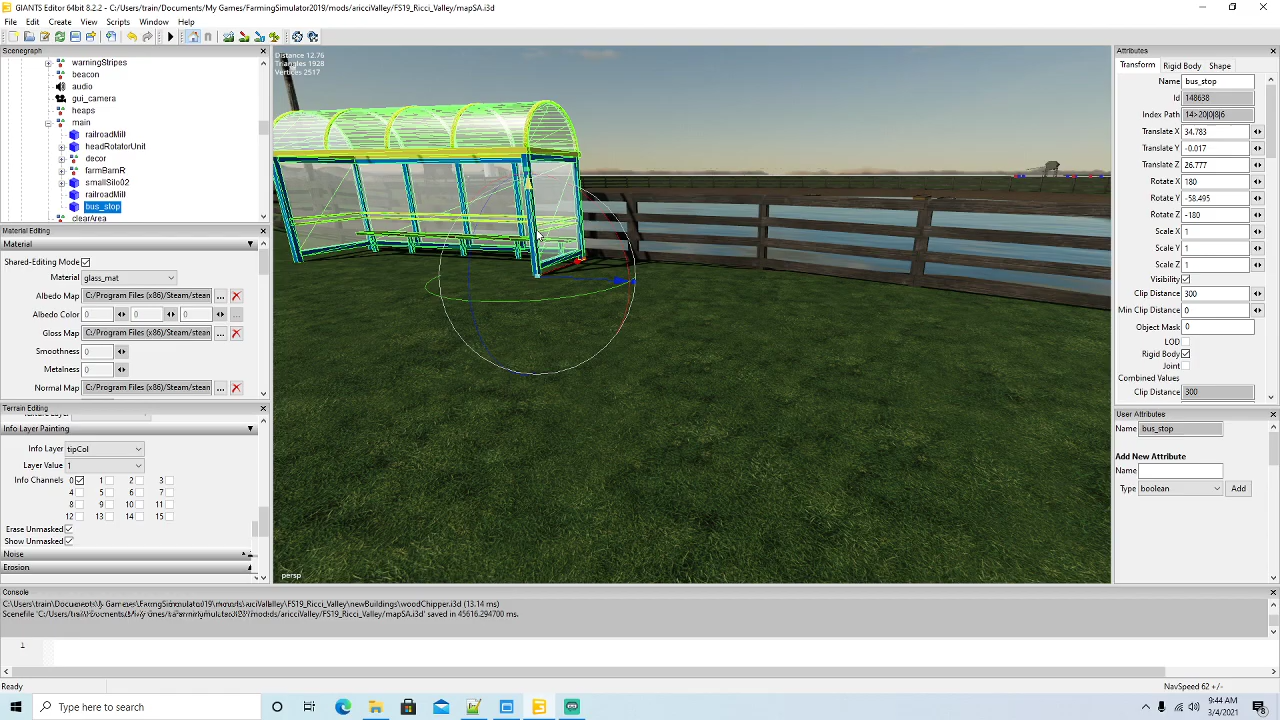 GIANTS Editor 64bit 8.2.2 - C:/Users/train/Documents/My Games/FarmingSimulator2019/mods/aricciValley/FS19_Ricci_Valley/mapSA.i3d
File Edit Create View Scripts Window Help
Scenegraph
warningStripes
beacon
audio
gui_camera
heaps
main
railroadMill
headRotatorUnit
decor
farmBarnR
smallSilo02
railroadMill
bus_stop
clearArea
Material Editing
Material
Shared-Editing Mode
Material glass_mat
Albedo Map C:/Program Files (x86)/Steam/stean ...
Albedo Color 0 0 0 ...
Gloss Map C:/Program Files (x86)/Steam/stean ...
Smoothness 0
Metalness 0
Normal Map C:/Program Files (x86)/Steam/stean ...
Terrain Editing
Info Layer Painting
Info Layer tipCol
Layer Value 1
Info Channels 0 1 2 3
4 5 6 7
8 9 10 11
12 13 14 15
Erase Unmasked
Show Unmasked
Noise
Erosion
Distance 12.76
Triangles 1928
Vertices 2517
persp
Attributes
Transform Rigid Body Shape
Name bus_stop
Id 148638
Index Path 14>20|0|8|6
Translate X 34.783
Translate Y -0.017
Translate Z 26.777
Rotate X 180
Rotate Y -58.495
Rotate Z -180
Scale X 1
Scale Y 1
Scale Z 1
Visibility
Clip Distance 300
Min Clip Distance 0
Object Mask 0
LOD
Rigid Body
Joint
Combined Values
Clip Distance 300
User Attributes
Name bus_stop
Add New Attribute
Name
Type boolean Add
Console
(13.14 ms)
1
Ready
NavSpeed 62 +/-
Type here to search
9:44 AM
3/4/2021